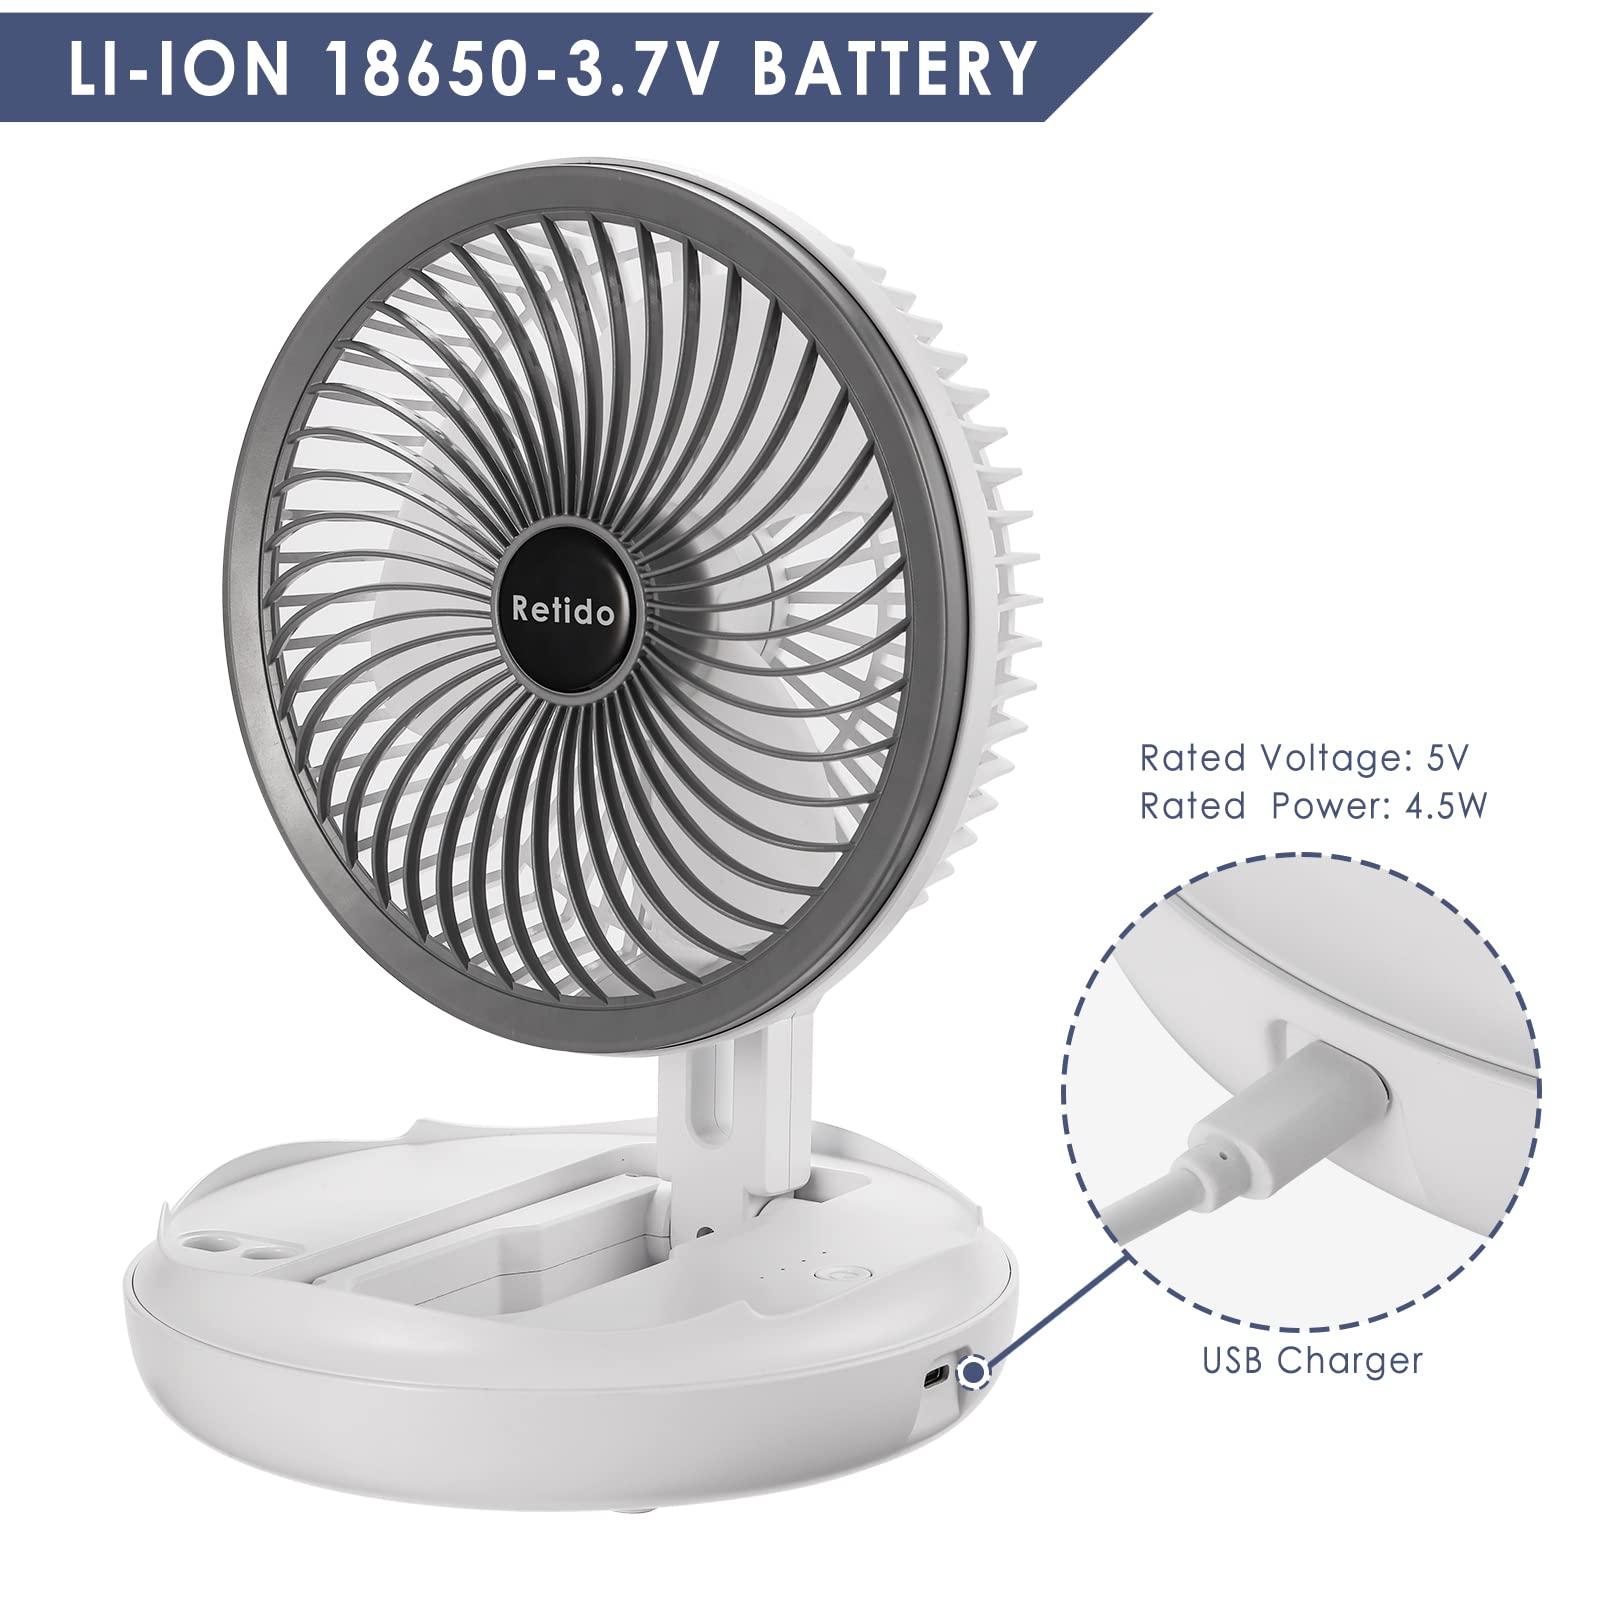 LI-ION 18650-3.7V BATTERY
Retido
Rated Voltage: 5V
Rated Power: 4.5W
USB Charger